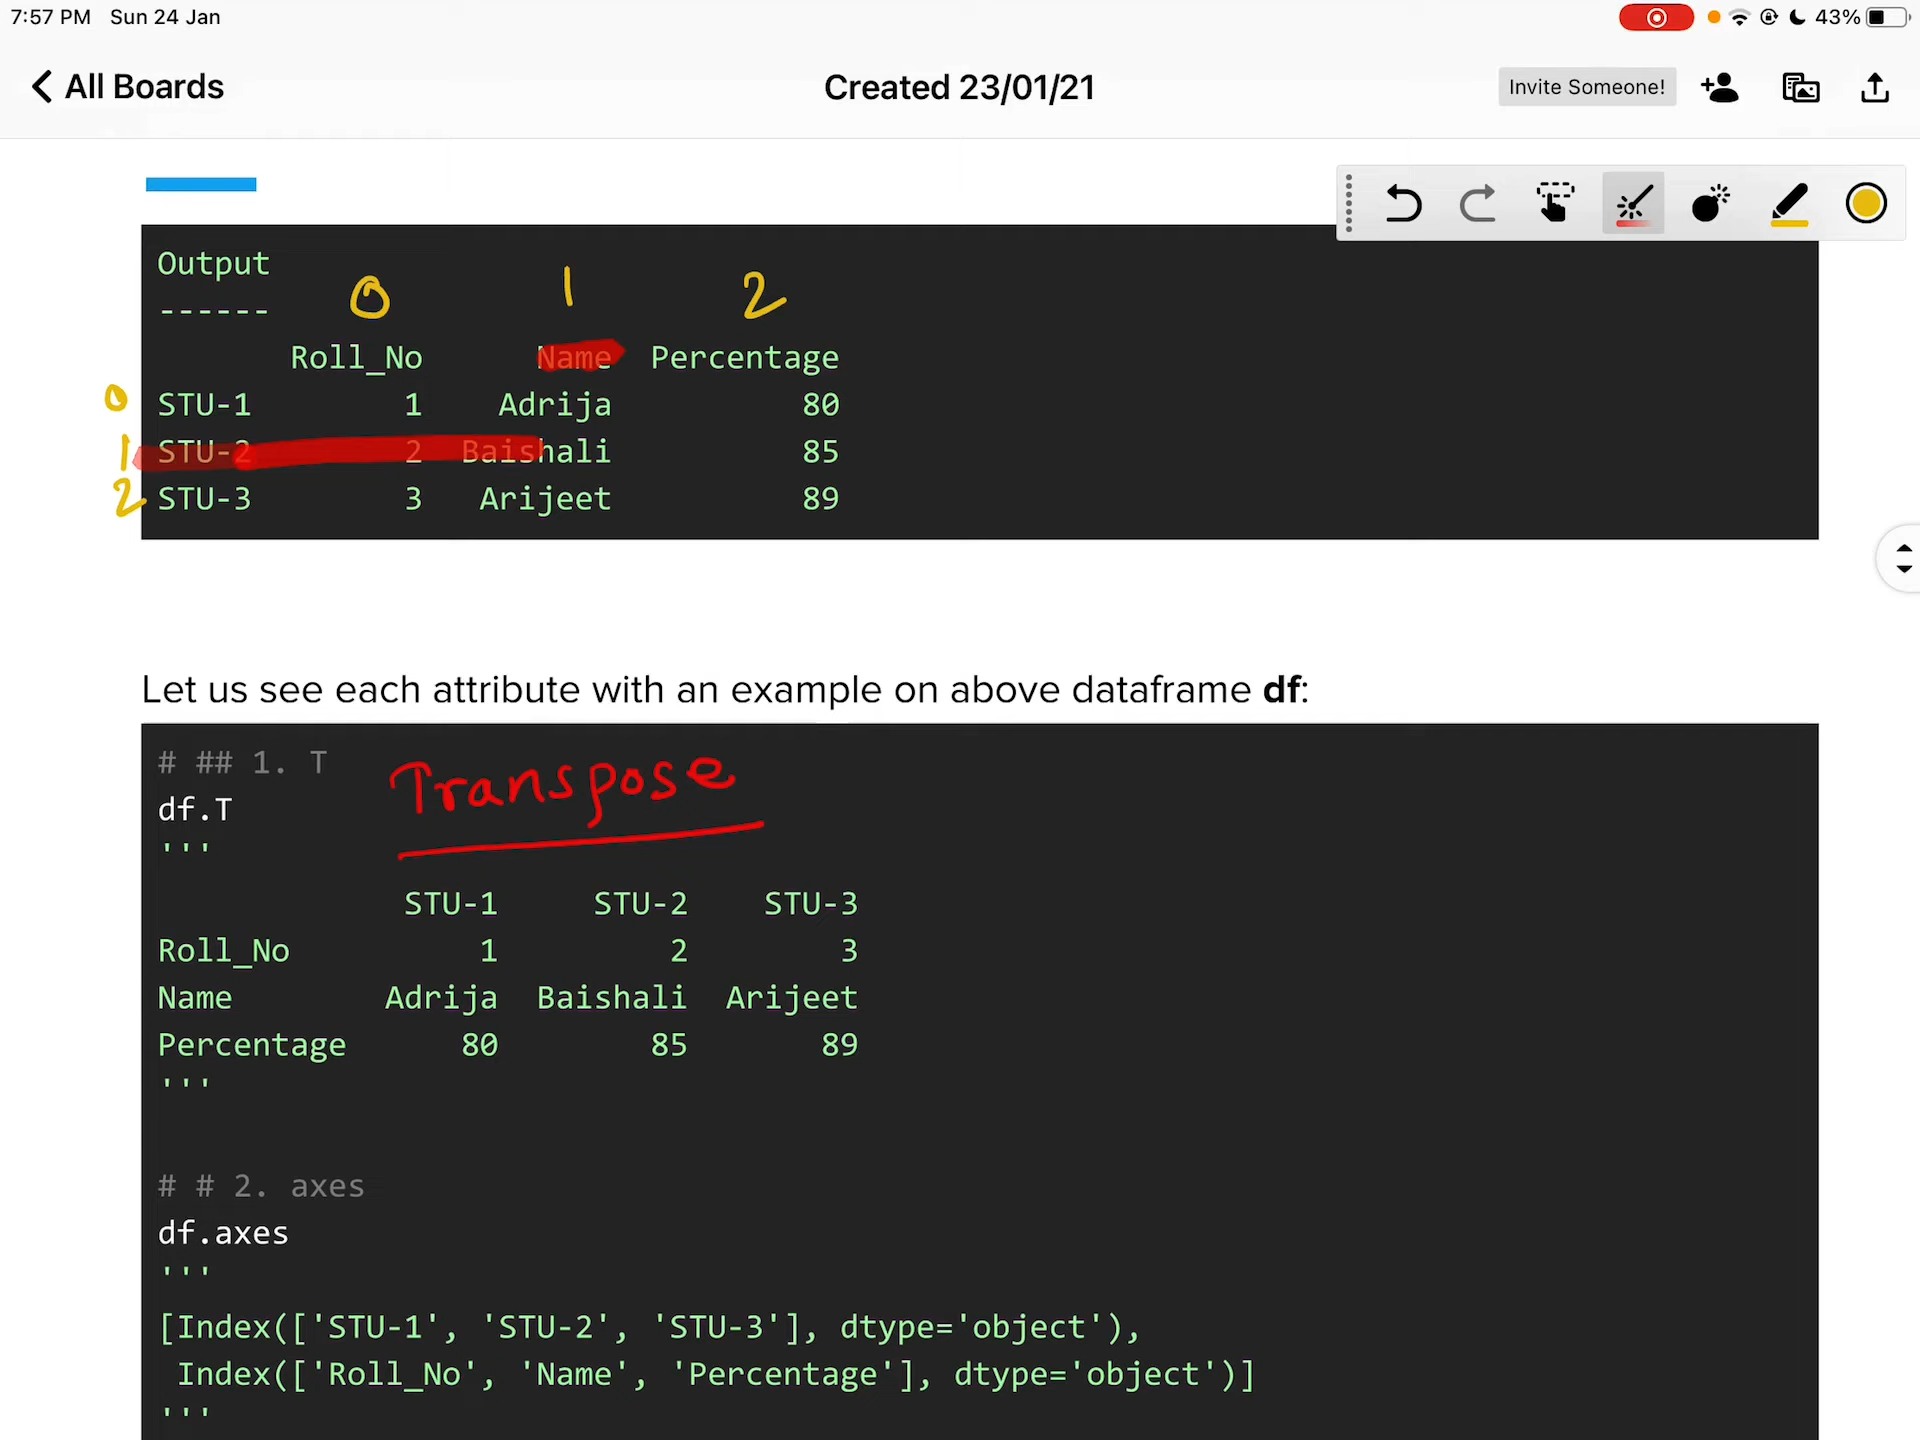 7:57 PM Sun 24 Jan
43%
All Boards
Created 23/01/21
Invite Someone!
Output
------
0 1 2
Roll_No Name Percentage
0 STU-1 1 Adrija 80
1 STU-2 2 Baishali 85
2 STU-3 3 Arijeet 89
Let us see each attribute with an example on above dataframe df:
# ## 1. T
Transpose
df.T
'''
STU-1 STU-2 STU-3
Roll_No 1 2 3
Name Adrija Baishali Arijeet
Percentage 80 85 89
'''
# # 2. axes
df.axes
'''
[Index(['STU-1', 'STU-2', 'STU-3'], dtype='object'),
Index(['Roll_No', 'Name', 'Percentage'], dtype='object')]
'''